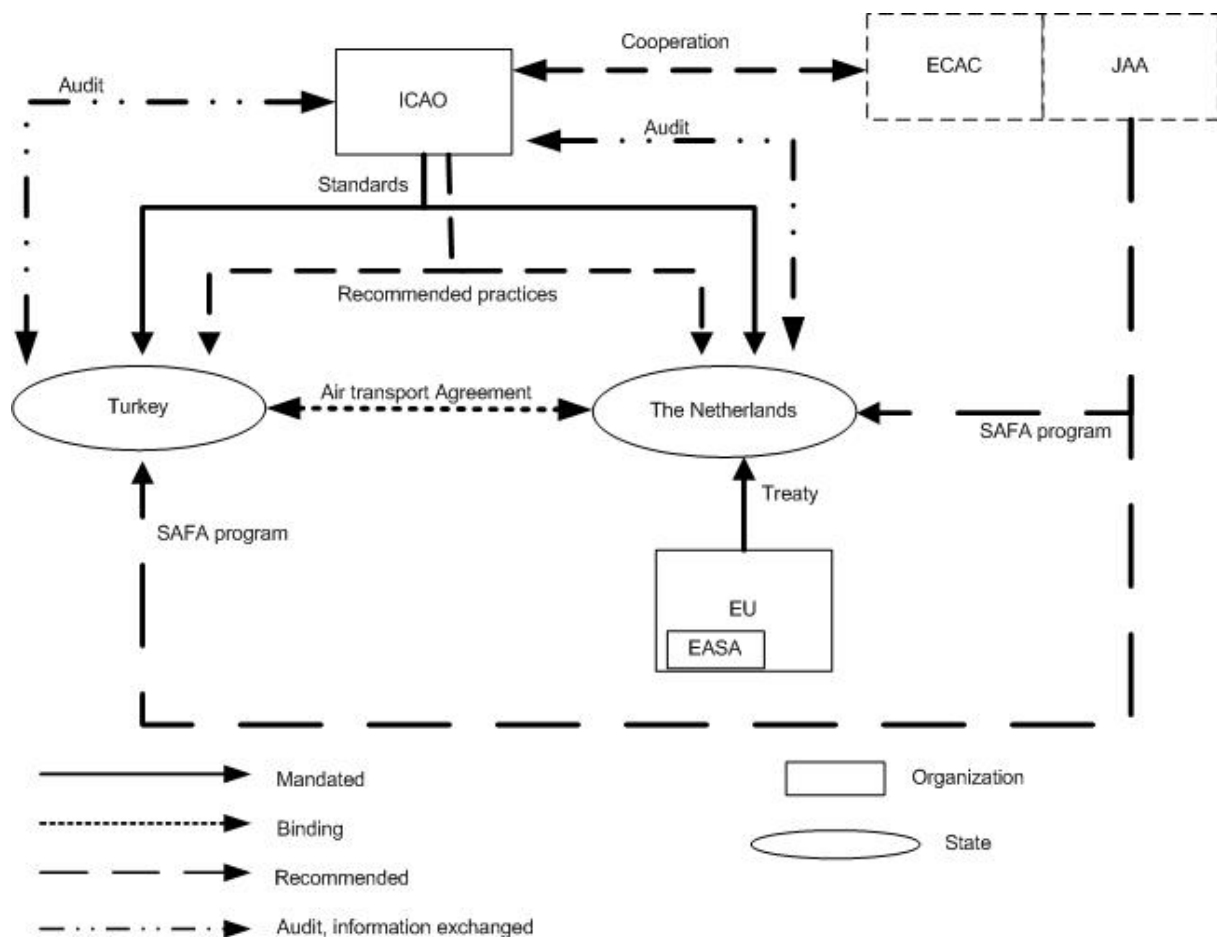 Cooperation
ECAC
JAA
Audit
ICAO
Audit
Standards
Recommended practices
Turkey
Air transport Agreement
The Netherlands
SAFA program
Treaty
SAFA program
EU
EASA
Mandated
Organization
Binding
State
Recommended
Audit, information exchanged